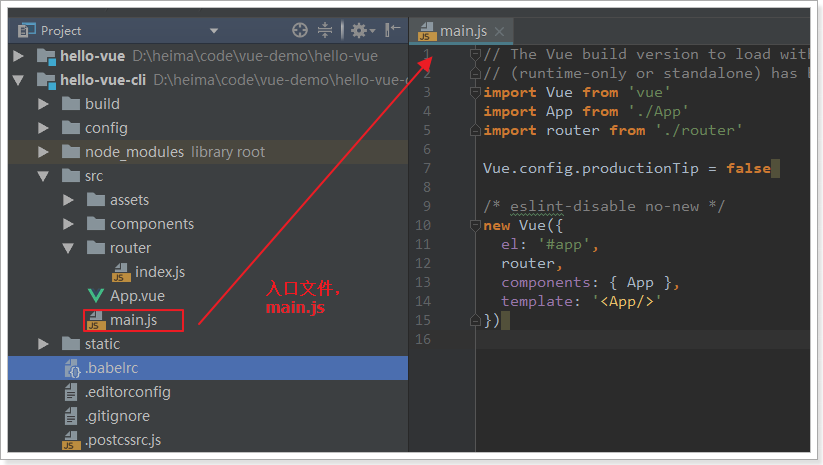 Project
hello-vue D:\heima\code\vue-demo\hello-vue
hello-vue-cli D:\heima\code\vue-demo\hello-vue-
build
config
node_modules library root
src
assets
components
router
index.js
App.vue
main.js
static
.babelrc
.editorconfig
.gitignore
.postcssrc.js
入口文件，
main.js
main.js
1 // The Vue build version to load with
2 // (runtime-only or standalone) has
3 import Vue from 'vue'
4 import App from './App'
5 import router from './router'
6
7 Vue.config.productionTip = false
8
9 /* eslint-disable no-new */
10 new Vue({
11 el: '#app',
12 router,
13 components: { App },
14 template: '<App/>'
15 })
16